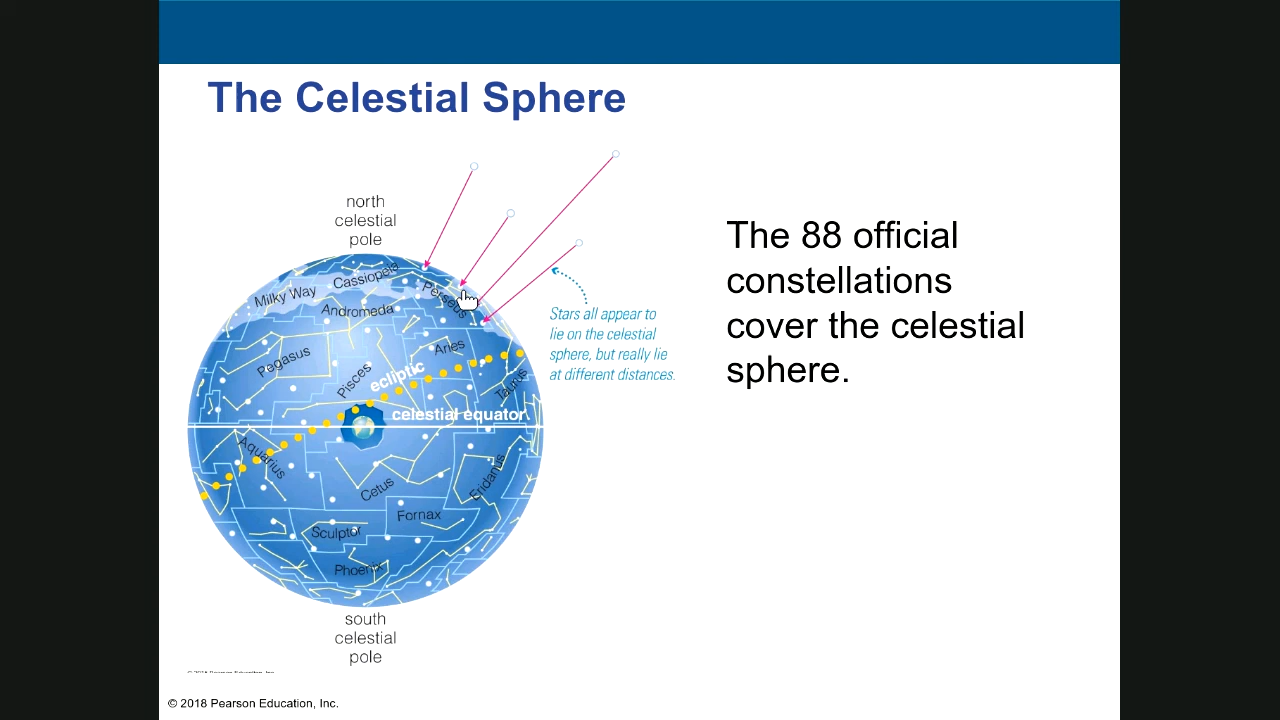 The Celestial Sphere
north
celestial
pole
Milky Way
Cassiopeia
Perseus
Andromeda
Pegasus
Pisces
Aries
Taurus
ecliptic
celestial equator
Aquarius
Cetus
Eridanus
Fornax
Sculptor
Phoenix
south
celestial
pole
Stars all appear to
lie on the celestial
sphere, but really lie
at different distances.
The 88 official
constellations
cover the celestial
sphere.
© 2018 Pearson Education, Inc.